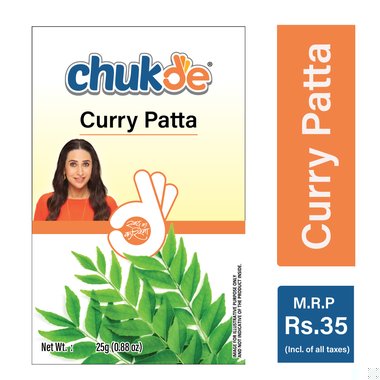 chukde®
Curry Patta
Net Wt. : 25g (0.88 oz)
MADE FOR ILLUSTRATIVE PURPOSE ONLY
AND NOT INDICATIVE OF THE PRODUCT INSIDE.
Curry Patta
M.R.P
Rs.35
(Incl. of all taxes)